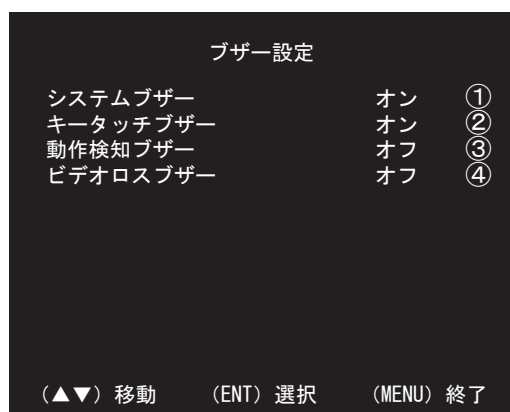 ブザー設定
システムブザー オン ①
キータッチブザー オン ②
動作検知ブザー オフ ③
ビデオロスブザー オフ ④
(▲▼) 移動 (ENT) 選択 (MENU) 終了